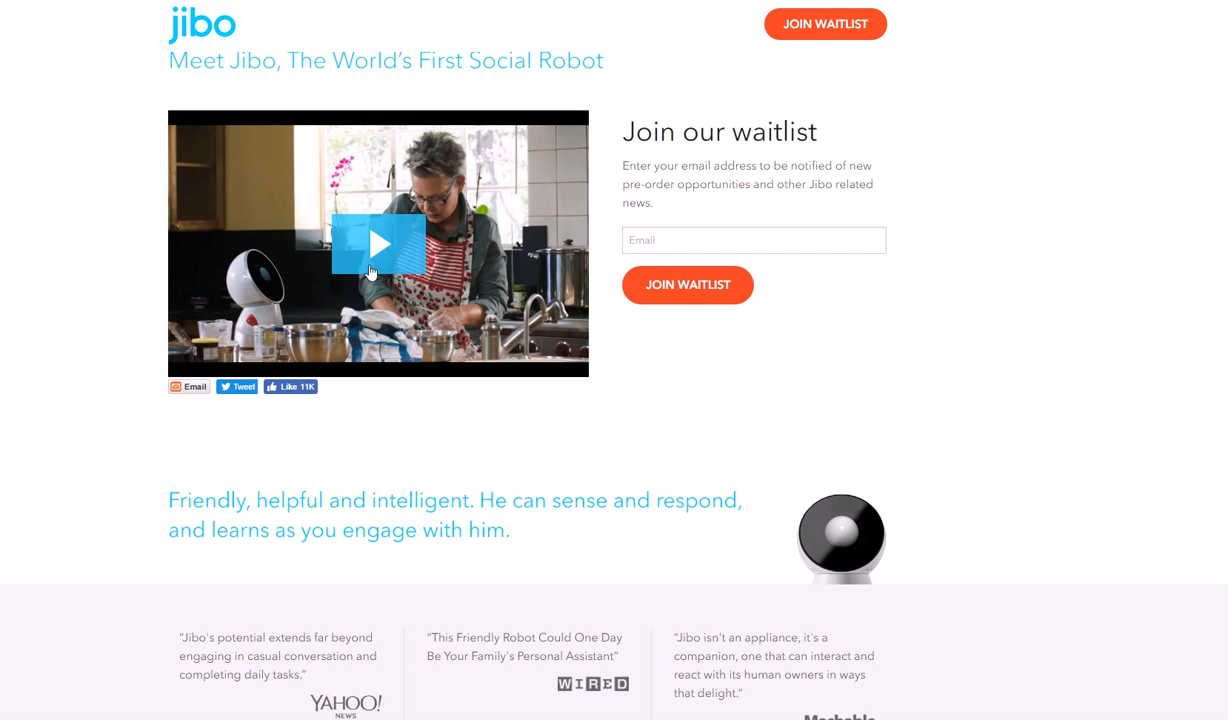 jibo
JOIN WAITLIST
Meet Jibo, The World's First Social Robot
Join our waitlist
Enter your email address to be notified of new
pre-order opportunities and other Jibo related
news.
Email
JOIN WAITLIST
Email
Tweet
Like 11K
Friendly, helpful and intelligent. He can sense and respond,
and learns as you engage with him.
"Jibo's potential extends far beyond
engaging in casual conversation and
completing daily tasks."
YAHOO!
NEWS
"This Friendly Robot Could One Day
Be Your Family's Personal Assistant"
WIRED
"Jibo isn't an appliance, it's a
companion, one that can interact and
react with its human owners in ways
that delight."
Mashable